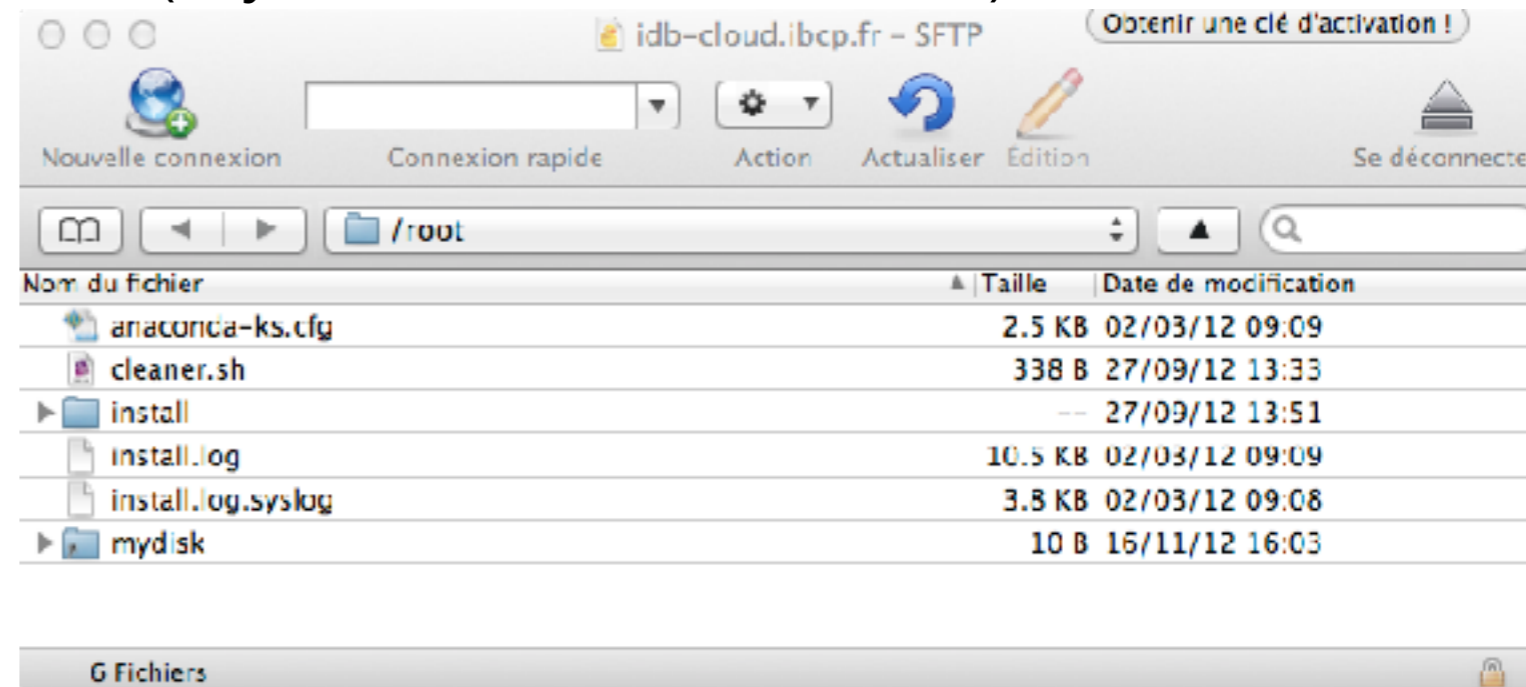 idb-cloud.ibcp.fr – SFTP
Obtenir une clé d'activation !
Nouvelle connexion
Connexion rapide
Action
Actualiser
Édition
Se déconnecte
/root
Nom du fichier
Taille
Date de modification
anaconda-ks.cfg 2.5 KB 02/03/12 09:09
cleaner.sh 338 B 27/09/12 13:33
install -- 27/09/12 13:51
install.log 10.5 KB 02/03/12 09:09
install.log.syslog 3.8 KB 02/03/12 09:08
mydisk 10 B 16/11/12 16:03
6 Fichiers